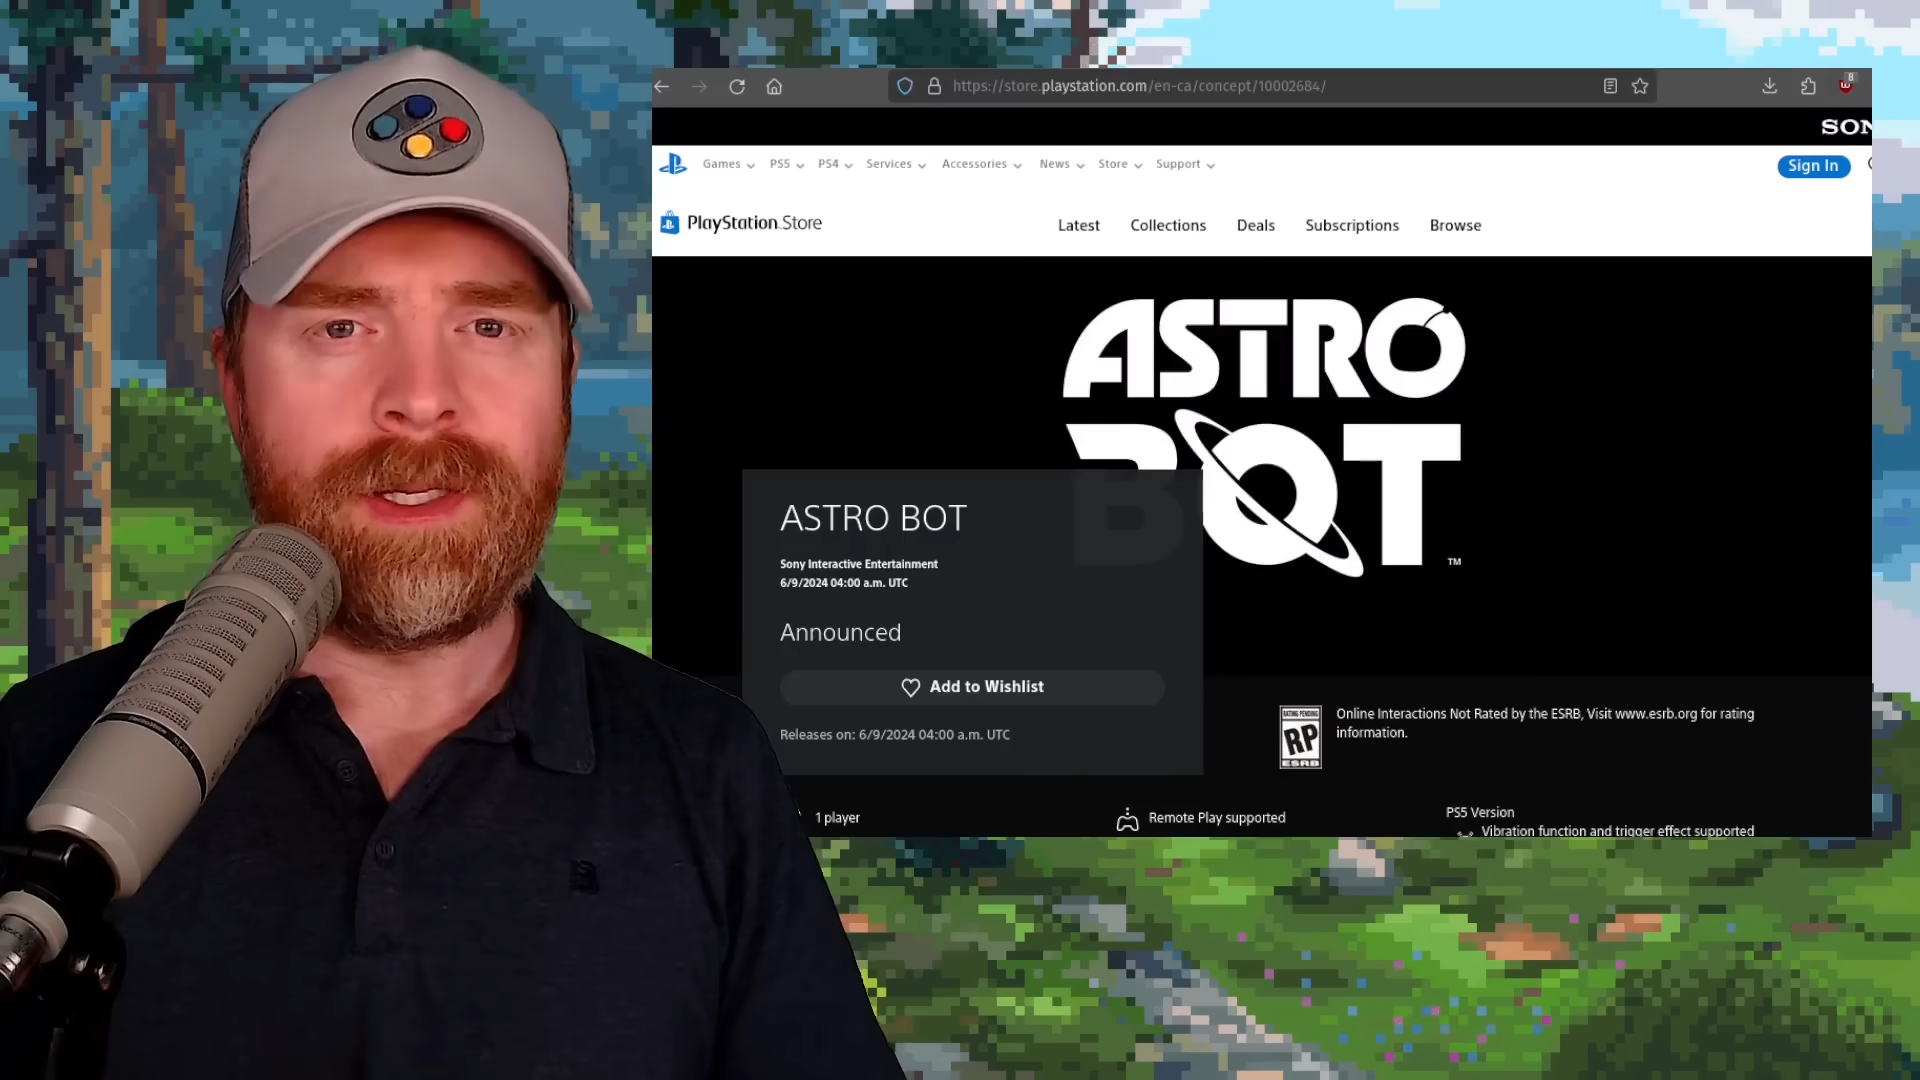 https://store.playstation.com/en-ca/concept/10002684/
8
SON
Games PS5 PS4 Services Accessories News Store Support
Sign In
PlayStation Store
Latest Collections Deals Subscriptions Browse
ASTRO
BOT
TM
ASTRO BOT
Sony Interactive Entertainment
6/9/2024 04:00 a.m. UTC
Announced
Add to Wishlist
Releases on: 6/9/2024 04:00 a.m. UTC
RATING PENDING
RP
ESRB
Online Interactions Not Rated by the ESRB, Visit www.esrb.org for rating
information.
1 player
Remote Play supported
PS5 Version
Vibration function and trigger effect supported